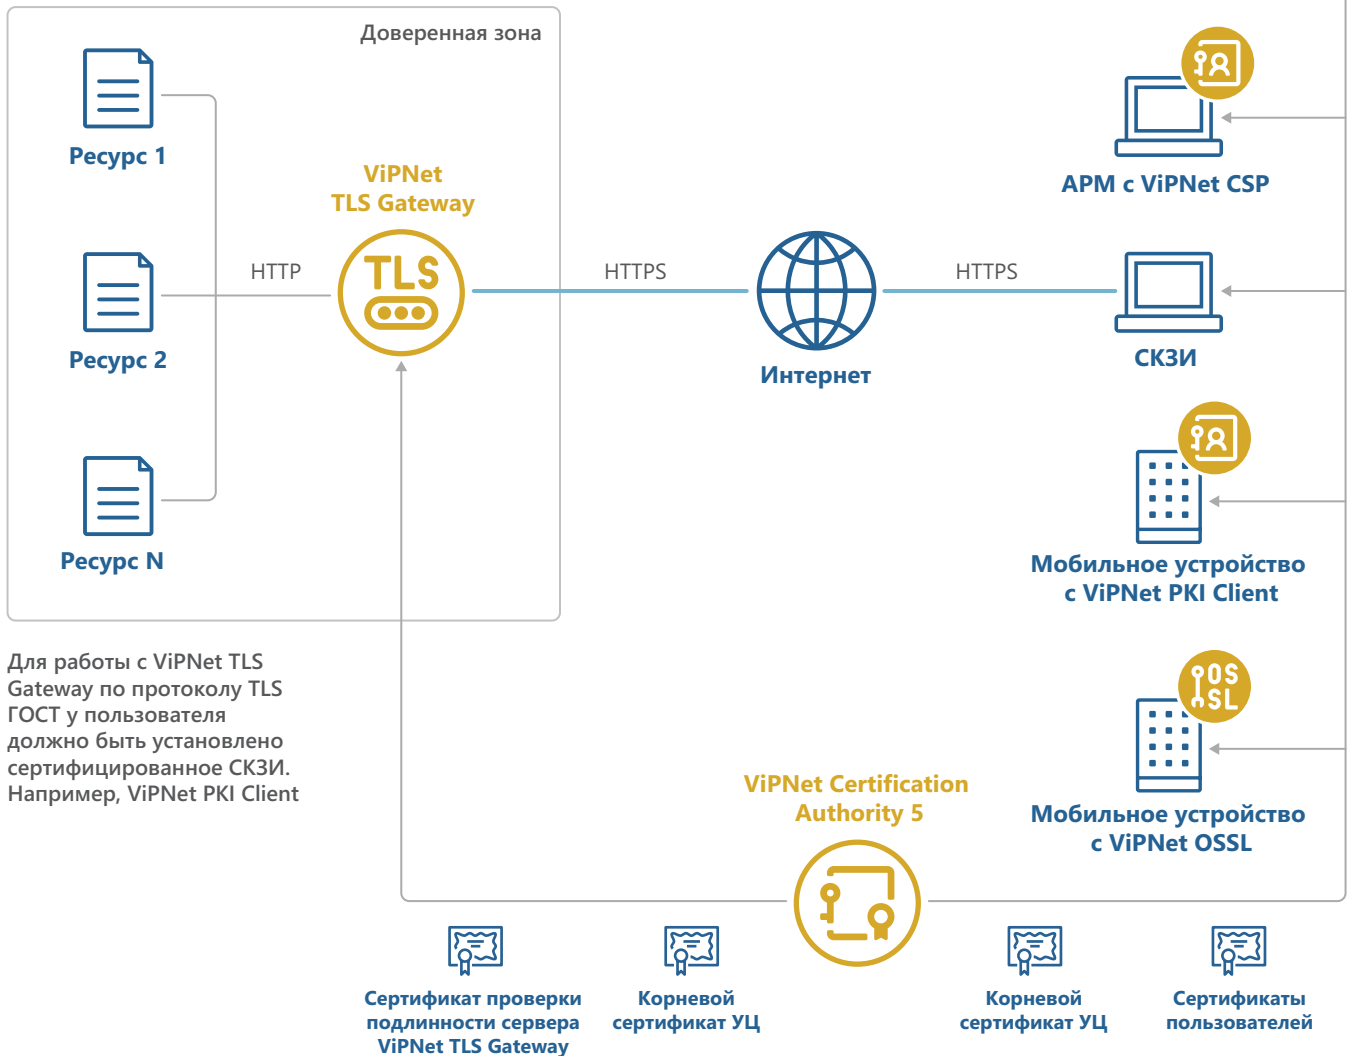 Доверенная зона
Ресурс 1
ViPNet
TLS Gateway
АРМ с ViPNet CSP
HTTP
TLS
HTTPS
HTTPS
Ресурс 2
Интернет
СКЗИ
Ресурс N
Мобильное устройство
с ViPNet PKI Client
Для работы с ViPNet TLS
Gateway по протоколу TLS
ГОСТ у пользователя
должно быть установлено
сертифицированное СКЗИ.
Например, ViPNet PKI Client
OS
SL
Мобильное устройство
с ViPNet OSSL
ViPNet Certification
Authority 5
Сертификат проверки
подлинности сервера
ViPNet TLS Gateway
Корневой
сертификат УЦ
Корневой
сертификат УЦ
Сертификаты
пользователей